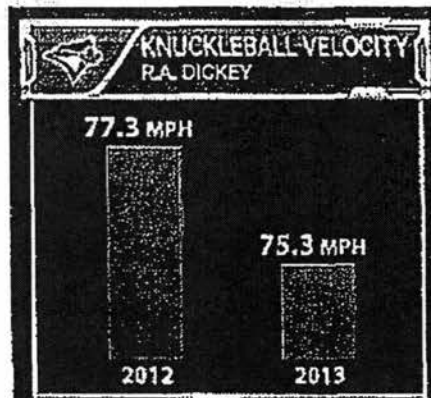 KNUCKLEBALL VELOCITY
R.A. DICKEY
77.3 MPH
75.3 MPH
2012
2013